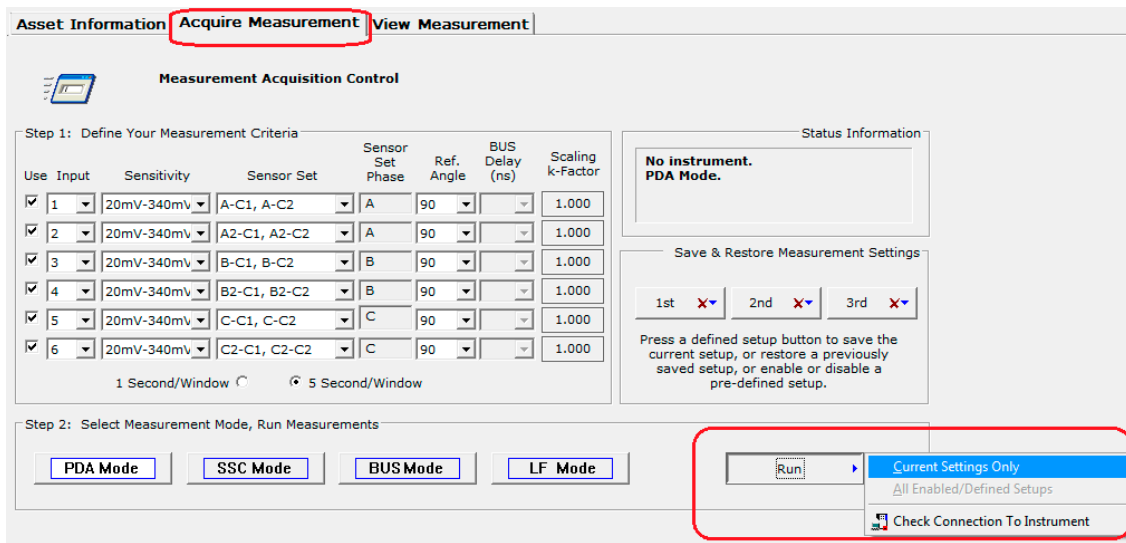 Asset Information Acquire Measurement View Measurement
Measurement Acquisition Control
Step 1: Define Your Measurement Criteria
Use Input Sensitivity Sensor Set Sensor Set Phase Ref. Angle BUS Delay (ns) Scaling k-Factor
1 20mV-340mV A-C1, A-C2 A 90 1.000
2 20mV-340mV A2-C1, A2-C2 A 90 1.000
3 20mV-340mV B-C1, B-C2 B 90 1.000
4 20mV-340mV B2-C1, B2-C2 B 90 1.000
5 20mV-340mV C-C1, C-C2 C 90 1.000
6 20mV-340mV C2-C1, C2-C2 C 90 1.000
1 Second/Window 5 Second/Window
Status Information
No instrument.
PDA Mode.
Save & Restore Measurement Settings
1st X 2nd X 3rd X
Press a defined setup button to save the
current setup, or restore a previously
saved setup, or enable or disable a
pre-defined setup.
Step 2: Select Measurement Mode, Run Measurements
PDA Mode SSC Mode BUS Mode LF Mode Run
Current Settings Only
All Enabled/Defined Setups
Check Connection To Instrument